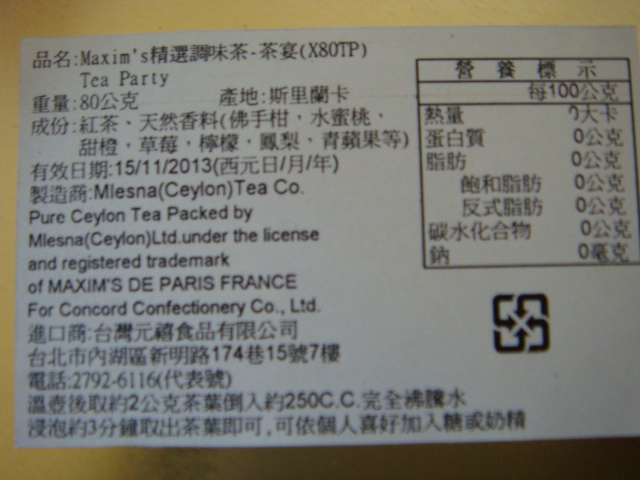 品名:Maxim's精選調味茶-茶宴(X80TP)
Tea Party
重量:80公克 產地:斯里蘭卡
成份:紅茶、天然香料(佛手柑，水蜜桃，
甜橙，草莓，檸檬，鳳梨，青蘋果等)
有效日期:15/11/2013(西元日/月/年)
製造商:Mlesna(Ceylon)Tea Co.
Pure Ceylon Tea Packed by
Mlesna(Ceylon)Ltd.under the license
and registered trademark
of MAXIM'S DE PARIS FRANCE
For Concord Confectionery Co., Ltd.
進口商:台灣元禧食品有限公司
台北市內湖區新明路174巷15號7樓
電話:2792-6116(代表號)
溫壺後取約2公克茶葉倒入約250C.C.完全沸騰水
浸泡約3分鐘取出茶葉即可,可依個人喜好加入糖或奶精
營養標示
每100公克
熱量 大卡
蛋白質 0公克
脂肪 0公克
飽和脂肪 0公克
反式脂肪 0公克
碳水化合物 0公克
鈉 0毫克